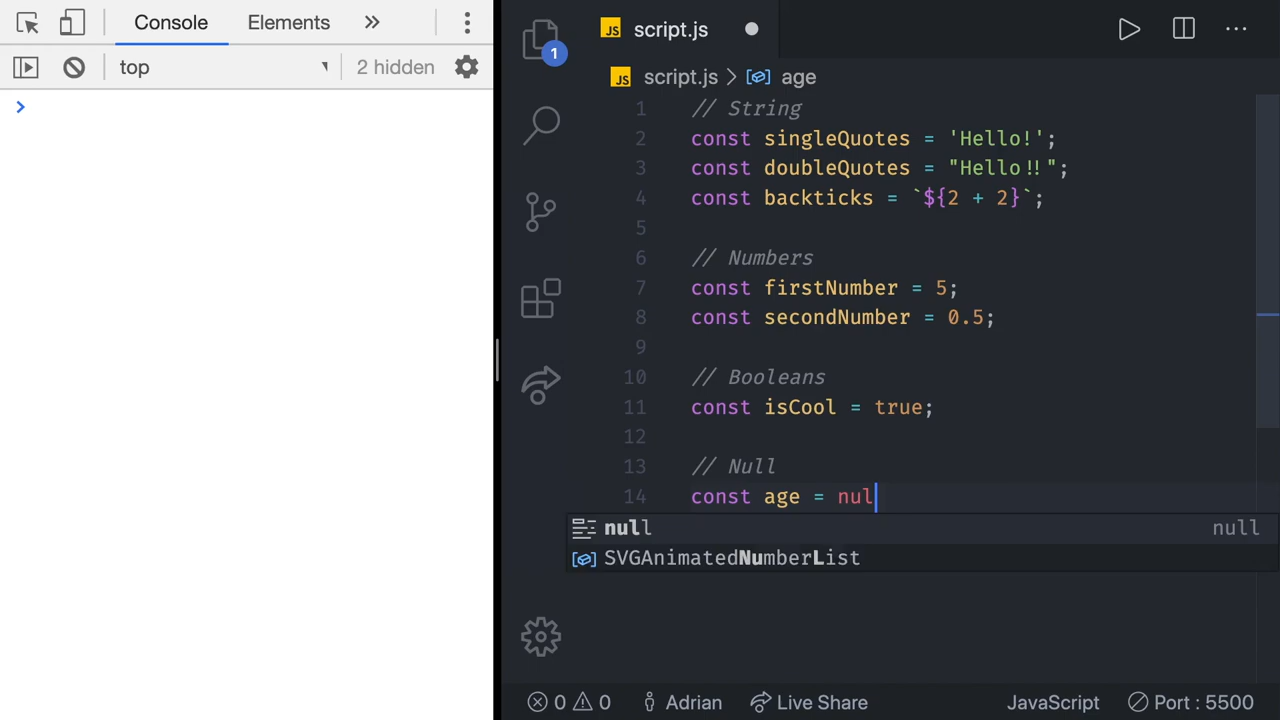 Console Elements
top 2 hidden
1
JS script.js
JS script.js > age
1 // String
2 const singleQuotes = 'Hello!';
3 const doubleQuotes = "Hello!!";
4 const backticks = `${2 + 2}`;
5
6 // Numbers
7 const firstNumber = 5;
8 const secondNumber = 0.5;
9
10 // Booleans
11 const isCool = true;
12
13 // Null
14 const age = nul
null null
SVGAnimatedNumberList
0 0 Adrian Live Share JavaScript Port : 5500